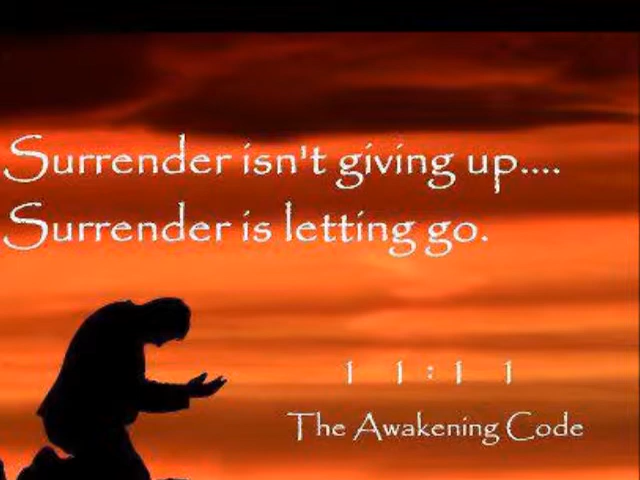 Surrender isn't giving up....
Surrender is letting go.
11:11
The Awakening Code